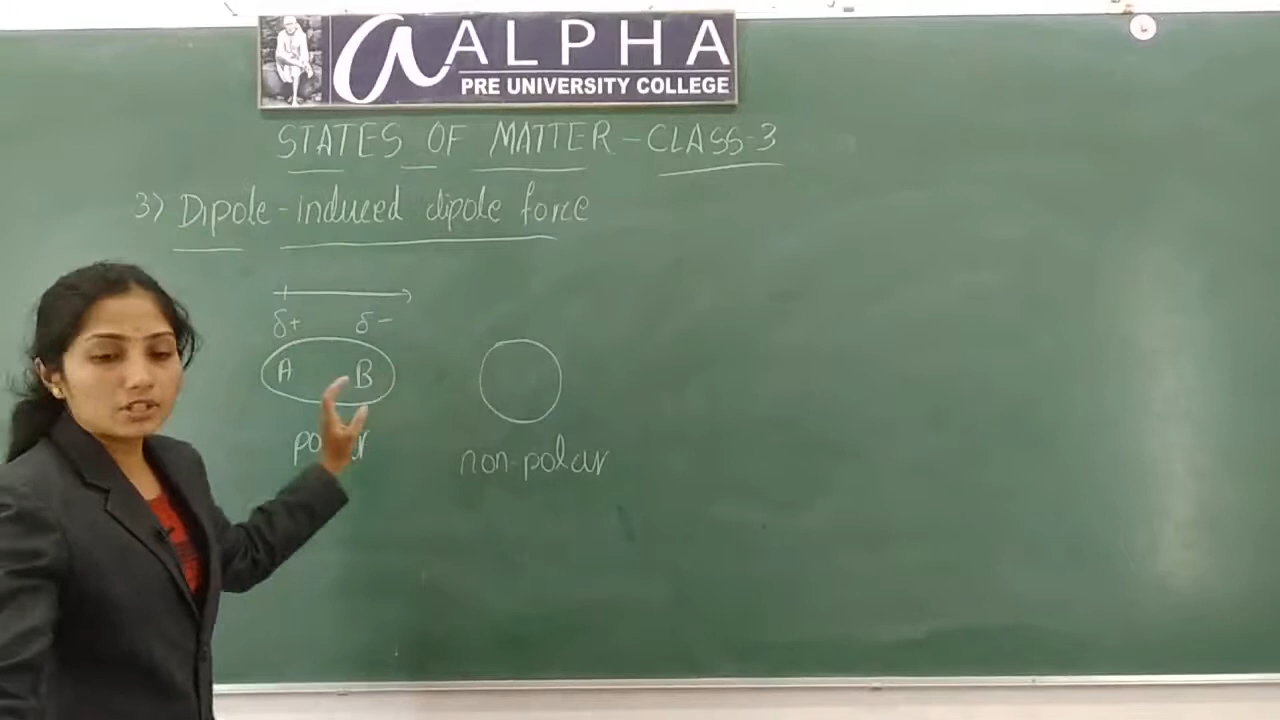 ALPHA
PRE UNIVERSITY COLLEGE
STATES OF MATTER - CLASS-3
3) Dipole-induced dipole force
δ+ δ-
A B
non-polar